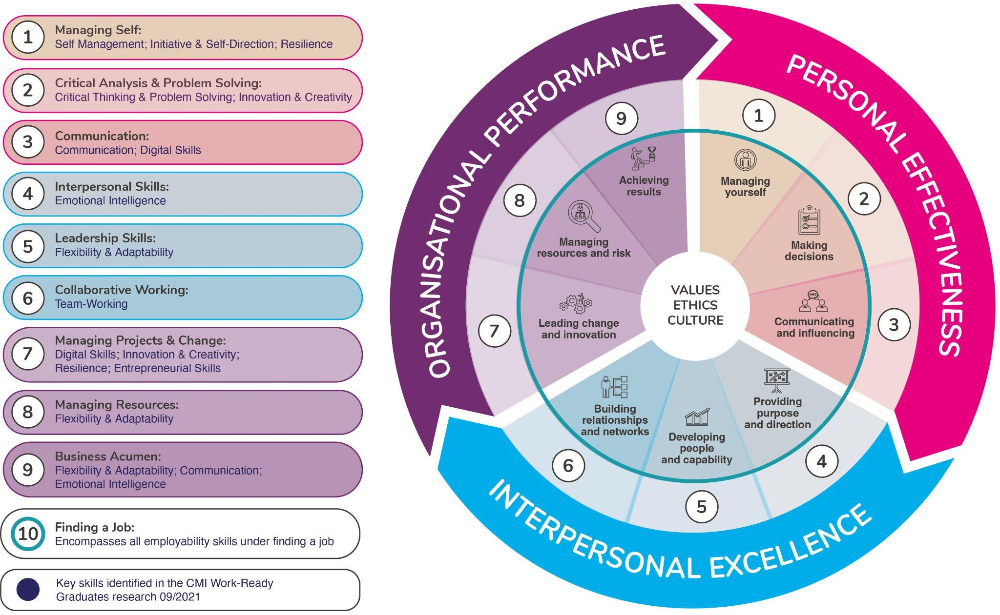 1
Managing Self:
Self Management; Initiative & Self-Direction; Resilience
2
Critical Analysis & Problem Solving:
Critical Thinking & Problem Solving; Innovation & Creativity
3
Communication:
Communication; Digital Skills
4
Interpersonal Skills:
Emotional Intelligence
5
Leadership Skills:
Flexibility & Adaptability
6
Collaborative Working:
Team-Working
7
Managing Projects & Change:
Digital Skills; Innovation & Creativity;
Resilience; Entrepreneurial Skills
8
Managing Resources:
Flexibility & Adaptability
9
Business Acumen:
Flexibility & Adaptability; Communication;
Emotional Intelligence
10
Finding a Job:
Encompasses all employability skills under finding a job
Key skills identified in the CMI Work-Ready
Graduates research 09/2021
PERSONAL EFFECTIVENESS
1
Managing
yourself
2
Making
decisions
3
Communicating
and influencing
INTERPERSONAL EXCELLENCE
4
Providing
purpose
and direction
5
Developing
people
and capability
6
Building
relationships
and networks
ORGANISATIONAL PERFORMANCE
7
Leading change
and innovation
8
Managing
resources and risk
9
Achieving
results
VALUES
ETHICS
CULTURE